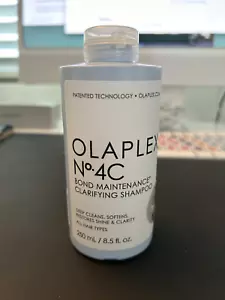 PATENTED TECHNOLOGY • OLAPLEX.COM
OLAPLEX
Nº.4C
BOND MAINTENANCE™
CLARIFYING SHAMPOO
DEEP CLEANS, SOFTENS,
RESTORES SHINE & CLARITY
ALL HAIR TYPES
250 mL / 8.5 fl. oz.